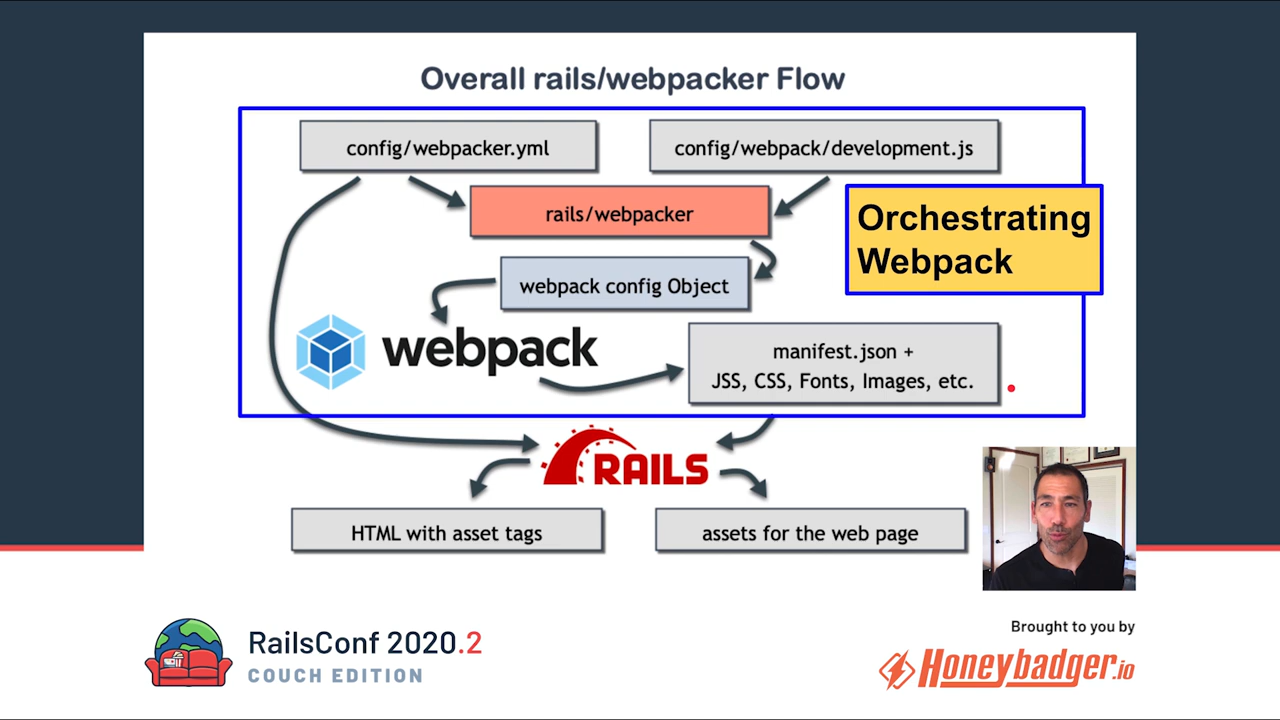 Overall rails/webpacker Flow
config/webpacker.yml
config/webpack/development.js
rails/webpacker
Orchestrating
Webpack
webpack config Object
webpack
manifest.json +
JSS, CSS, Fonts, Images, etc.
RAILS
HTML with asset tags
assets for the web page
RailsConf 2020.2
COUCH EDITION
Brought to you by
Honeybadger.io